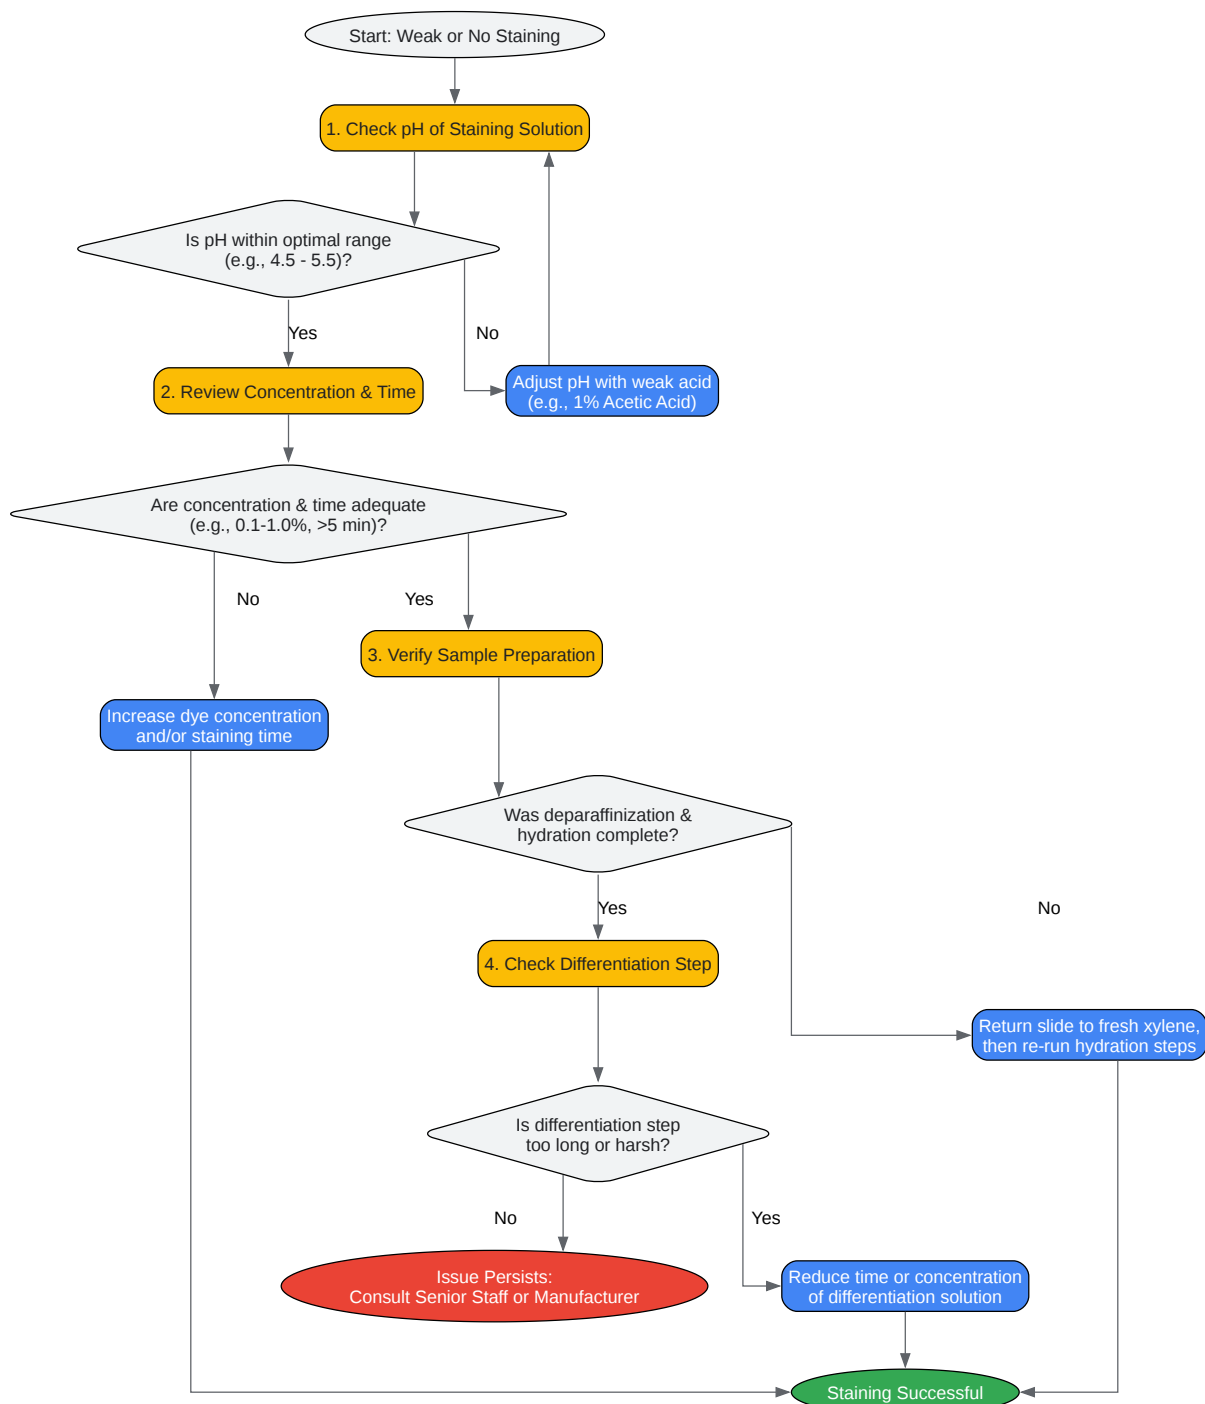 Start: Weak or No Staining
1. Check pH of Staining Solution
Is pH within optimal range
(e.g., 4.5 - 5.5)?
Yes
No
2. Review Concentration & Time
Adjust pH with weak acid
(e.g., 1% Acetic Acid)
Are concentration & time adequate
(e.g., 0.1-1.0%, >5 min)?
No
Yes
3. Verify Sample Preparation
Increase dye concentration
and/or staining time
Was deparaffinization &
hydration complete?
Yes
No
4. Check Differentiation Step
Return slide to fresh xylene,
then re-run hydration steps
Is differentiation step
too long or harsh?
No
Yes
Issue Persists:
Consult Senior Staff or Manufacturer
Reduce time or concentration
of differentiation solution
Staining Successful